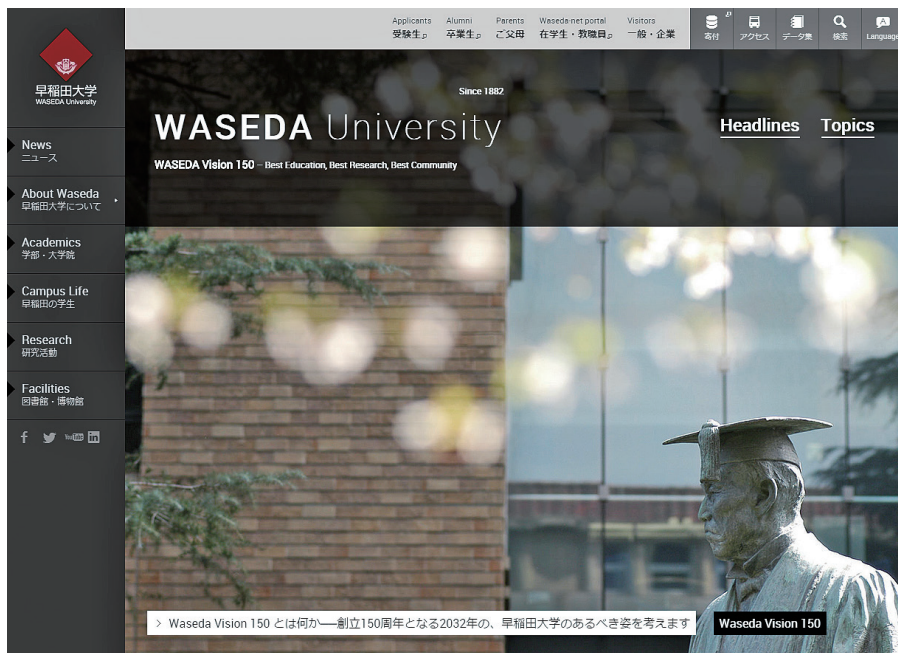 早稲田大学
WASEDA University
News
ニュース
About Waseda
早稲田大学について
Academics
学部・大学院
Campus Life
早稲田の学生
Research
研究活動
Facilities
図書館・博物館
Applicants
受験生
Alumni
卒業生
Parents
ご父母
Waseda-net portal
在学生・教職員
Visitors
一般・企業
寄付
アクセス
データ集
検索
Language
Since 1882
WASEDA University
WASEDA Vision 150 – Best Education, Best Research, Best Community
Headlines
Topics
Waseda Vision 150 とは何か──創立150周年となる2032年の、早稲田大学のあるべき姿を考えます
Waseda Vision 150